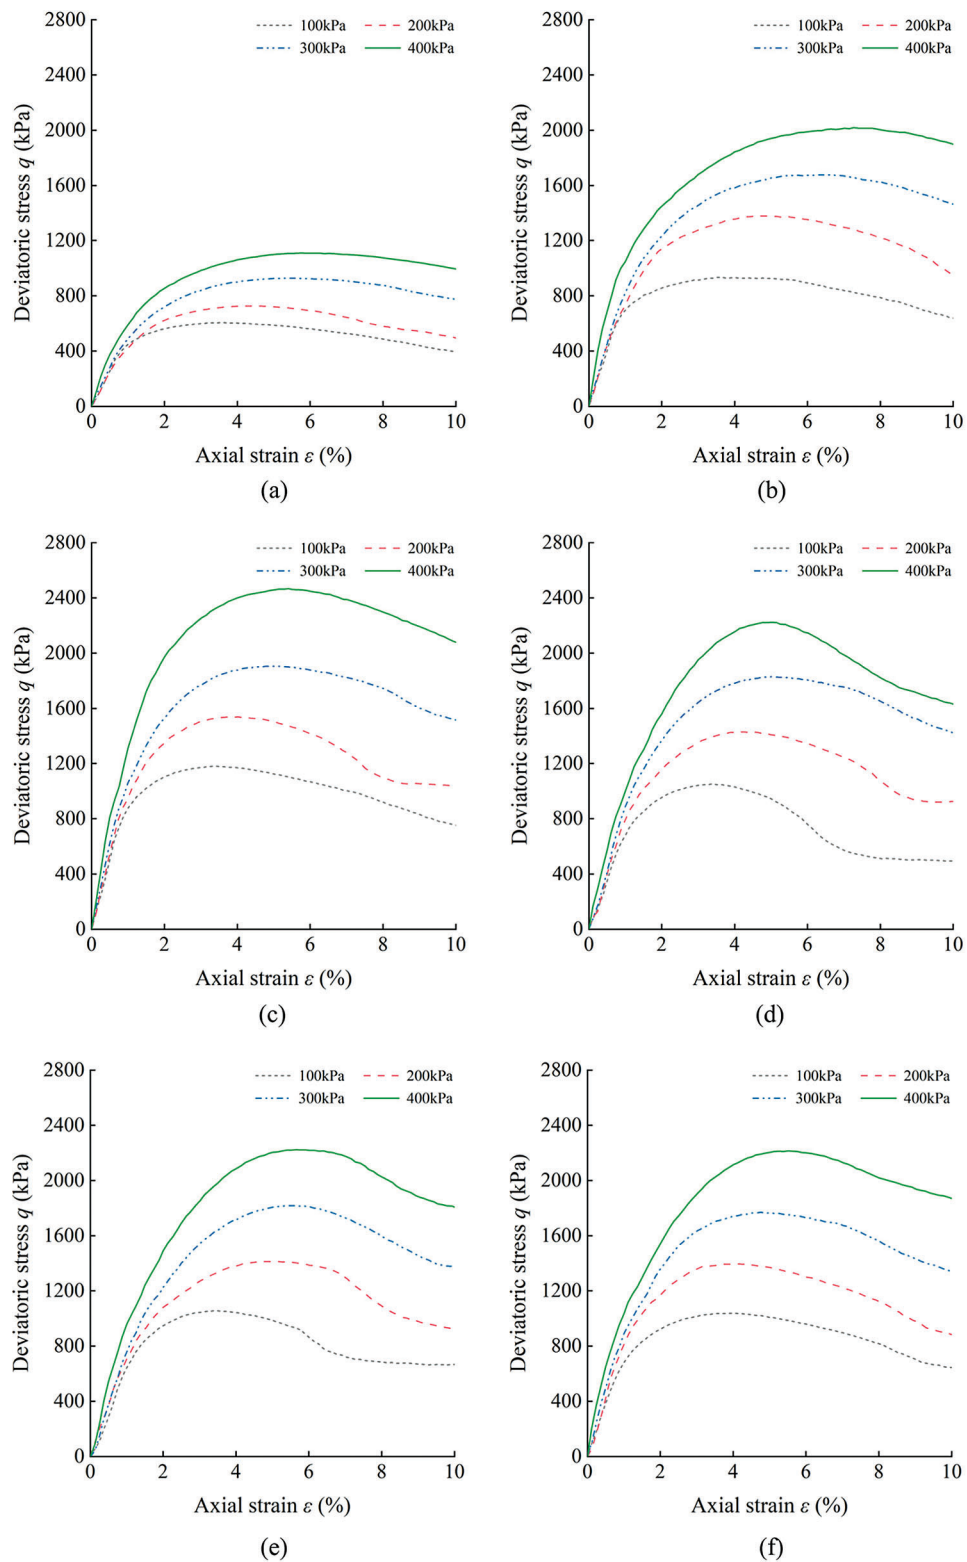 2800
2400
2000
1600
1200
800
400
0
Deviatoric stress q (kPa)
100kPa 200kPa
300kPa 400kPa
0 2 4 6 8 10
Axial strain ε (%)
(a)
2800
2400
2000
1600
1200
800
400
0
Deviatoric stress q (kPa)
100kPa 200kPa
300kPa 400kPa
0 2 4 6 8 10
Axial strain ε (%)
(b)
2800
2400
2000
1600
1200
800
400
0
Deviatoric stress q (kPa)
100kPa 200kPa
300kPa 400kPa
0 2 4 6 8 10
Axial strain ε (%)
(c)
2800
2400
2000
1600
1200
800
400
0
Deviatoric stress q (kPa)
100kPa 200kPa
300kPa 400kPa
0 2 4 6 8 10
Axial strain ε (%)
(d)
2800
2400
2000
1600
1200
800
400
0
Deviatoric stress q (kPa)
100kPa 200kPa
300kPa 400kPa
0 2 4 6 8 10
Axial strain ε (%)
(e)
2800
2400
2000
1600
1200
800
400
0
Deviatoric stress q (kPa)
100kPa 200kPa
300kPa 400kPa
0 2 4 6 8 10
Axial strain ε (%)
(f)